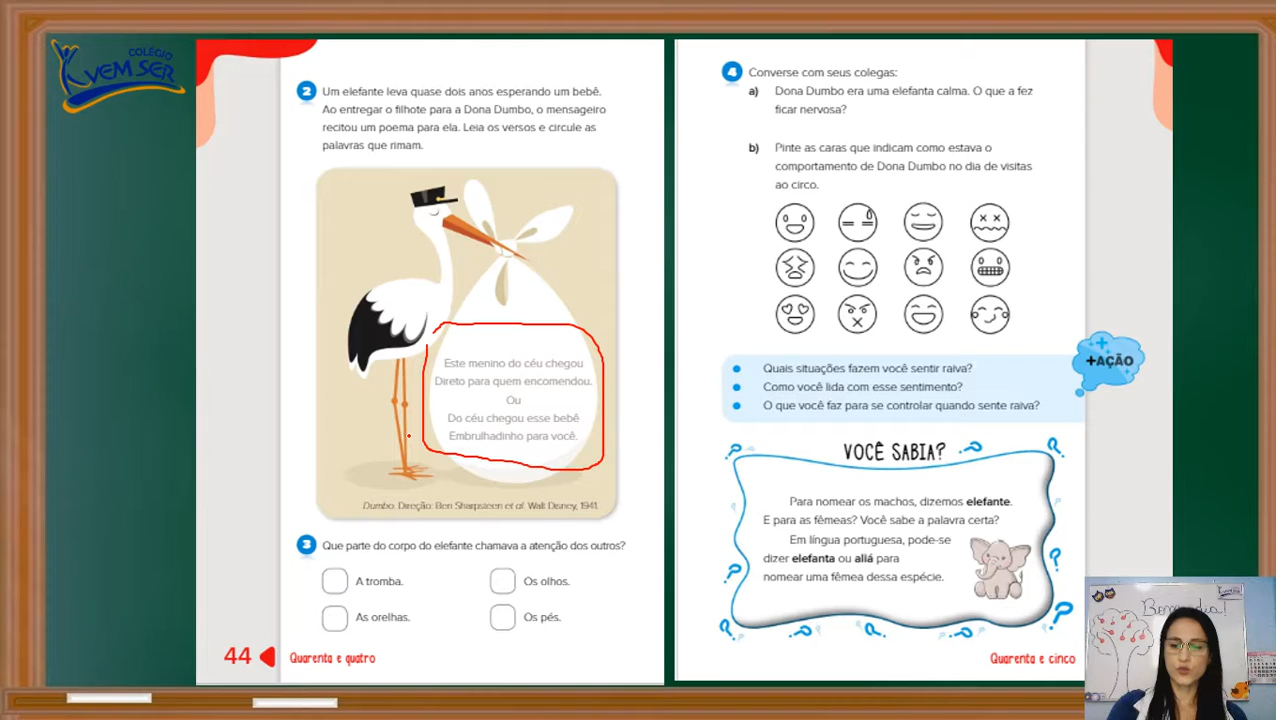 COLÉGIO
VEM SER
2 Um elefante leva quase dois anos esperando um bebê.
Ao entregar o filhote para a Dona Dumbo, o mensageiro
recitou um poema para ela. Leia os versos e circule as
palavras que rimam.
Este menino do céu chegou
Direto para quem encomendou.
Ou
Do céu chegou esse bebê
Embrulhadinho para você.
Dumbo. Direção: Ben Sharpsteen et al. Walt Disney, 1941.
3 Que parte do corpo do elefante chamava a atenção dos outros?
A tromba.
Os olhos.
As orelhas.
Os pés.
44 Quarenta e quatro
4 Converse com seus colegas:
a) Dona Dumbo era uma elefanta calma. O que a fez
ficar nervosa?
b) Pinte as caras que indicam como estava o
comportamento de Dona Dumbo no dia de visitas
ao circo.
+AÇÃO
Quais situações fazem você sentir raiva?
Como você lida com esse sentimento?
O que você faz para se controlar quando sente raiva?
VOCÊ SABIA?
Para nomear os machos, dizemos elefante.
E para as fêmeas? Você sabe a palavra certa?
Em língua portuguesa, pode-se
dizer elefanta ou aliá para
nomear uma fêmea dessa espécie.
Quarenta e cinco
Bom dia!